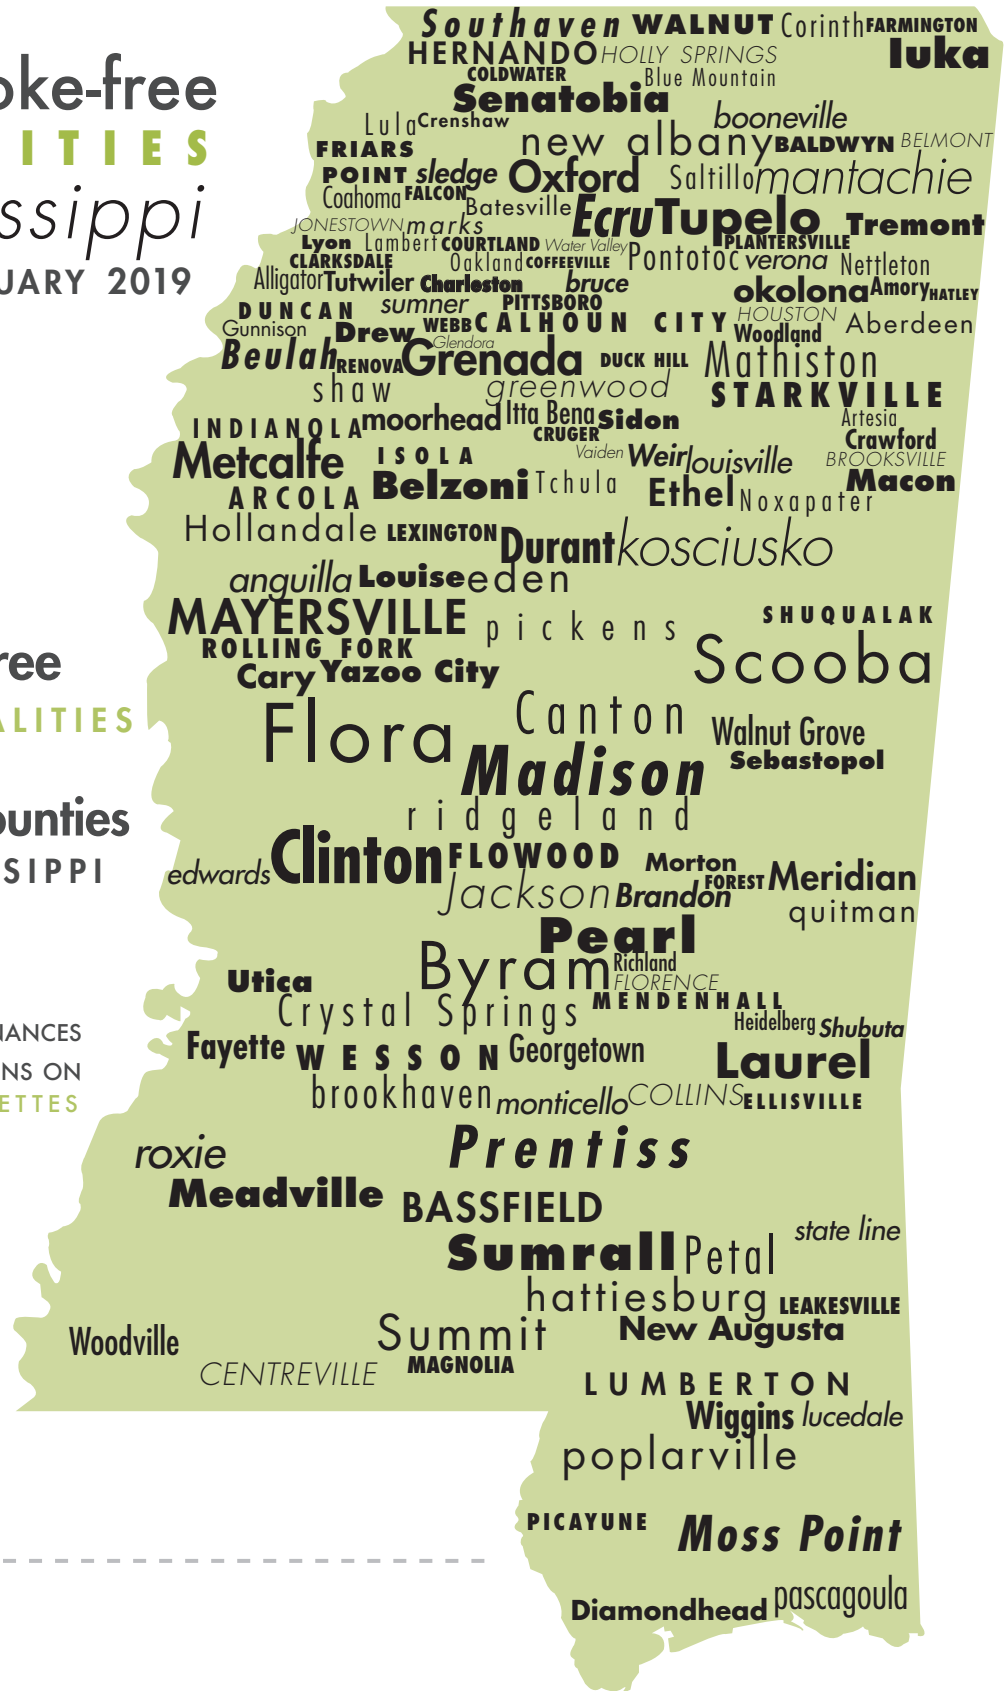 oke-free
ITIES
ssippi
UARY 2019
ree
ALITIES
ounties
SIPPI
NANCES
NS ON
ETTES
Southaven WALNUT Corinth FARMINGTON
HERNANDO HOLLY SPRINGS Iuka
COLDWATER Blue Mountain
Senatobia
Lula Crenshaw booneville
FRIARS new albany BALDWYN BELMONT
POINT sledge Oxford Saltillo mantachie
Coahoma FALCON Batesville Ecru Tupelo Tremont
JONESTOWN marks
Lyon Lambert COURTLAND Water Valley PLANTERSVILLE
CLARKSDALE Oakland COFFEEVILLE Pontotoc verona Nettleton
Alligator Tutwiler Charleston bruce okolona Amory HATLEY
DUNCAN sumner PITTSBORO HOUSTON
Gunnison Drew WEBB CALHOUN CITY Woodland Aberdeen
Beulah RENOVA Glendora Grenada DUCK HILL Mathiston
shaw greenwood STARKVILLE
INDIANOLA moorhead Itta Bena Sidon Artesia
CRUGER Crawford
Metcalfe ISOLA Vaiden Weir louisville BROOKSVILLE
ARCOLA Belzoni Tchula Ethel Noxapater Macon
Hollandale LEXINGTON Durant kosciusko
anguilla Louise eden
MAYERSVILLE pickens SHUQUALAK
ROLLING FORK
Cary Yazoo City Scooba
Flora Canton Walnut Grove
Madison Sebastopol
ridgeland
edwards Clinton FLOWOOD Morton
Jackson Brandon FOREST Meridian
quitman
Pearl
Utica Byram Richland
FLORENCE
Crystal Springs MENDENHALL
Heidelberg Shubuta
Fayette WESSON Georgetown Laurel
brookhaven monticello COLLINS ELLISVILLE
roxie Prentiss
Meadville BASSFIELD
Sumrall Petal state line
hattiesburg LEAKESVILLE
Woodville Summit New Augusta
CENTREVILLE MAGNOLIA
LUMBERTON
Wiggins lucedale
poplarville
PICAYUNE Moss Point
Diamondhead pascagoula